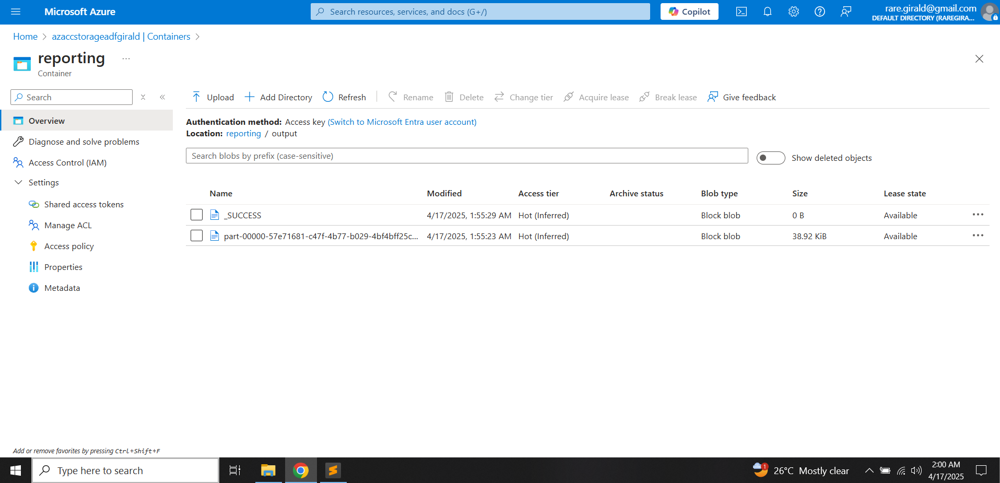 Microsoft Azure
Search resources, services, and docs (G+/)
Copilot
rare.girald@gmail.com
DEFAULT DIRECTORY (RAREGIRA...
Home > azaccstorageadfgirald | Containers >
reporting ...
Container
Search
Upload Add Directory Refresh Rename Delete Change tier Acquire lease Break lease Give feedback
Overview
Diagnose and solve problems
Access Control (IAM)
Settings
Shared access tokens
Manage ACL
Access policy
Properties
Metadata
Authentication method: Access key (Switch to Microsoft Entra user account)
Location: reporting / output
Search blobs by prefix (case-sensitive)
Show deleted objects
Name Modified Access tier Archive status Blob type Size Lease state
_SUCCESS 4/17/2025, 1:55:29 AM Hot (Inferred) Block blob 0 B Available
part-00000-57e71681-c47f-4b77-b029-4bf4bff25c... 4/17/2025, 1:55:23 AM Hot (Inferred) Block blob 38.92 KiB Available
Add or remove favorites by pressing Ctrl+Shift+F
Type here to search
1
26°C Mostly clear
2:00 AM
4/17/2025